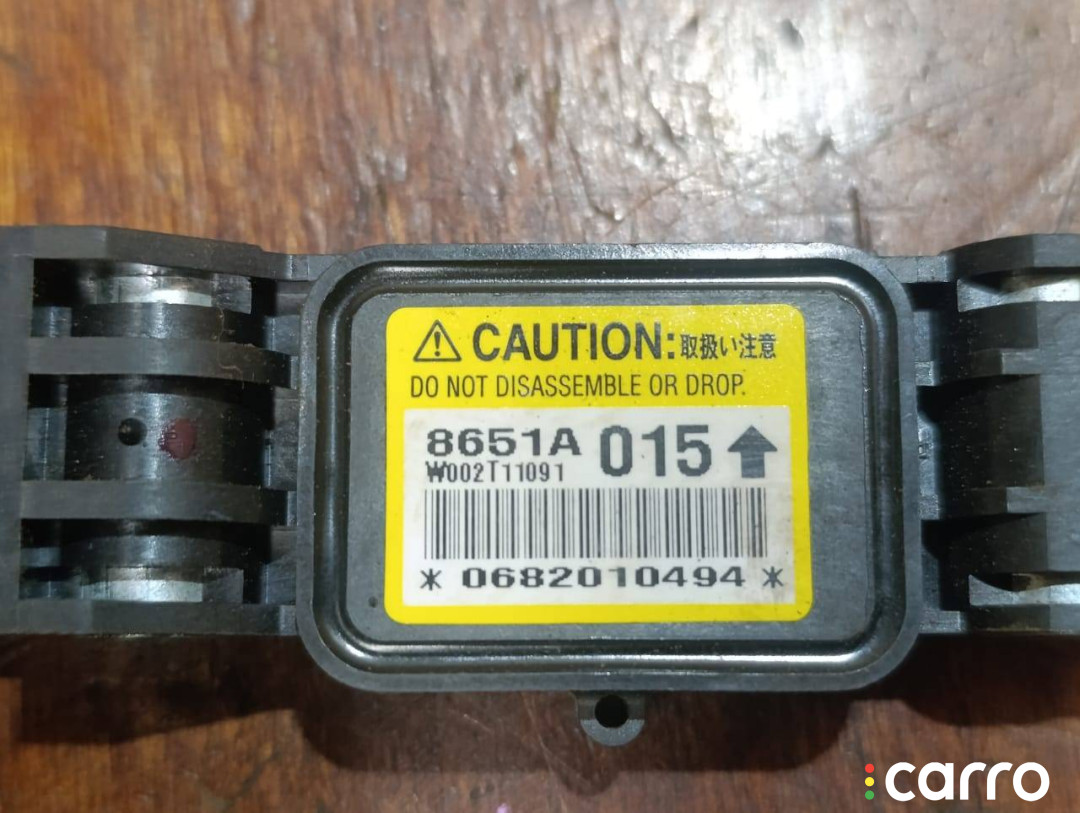 CAUTION:取扱い注意
DO NOT DISASSEMBLE OR DROP.
8651A 015
W002T11091
* 0682010494 *
carro